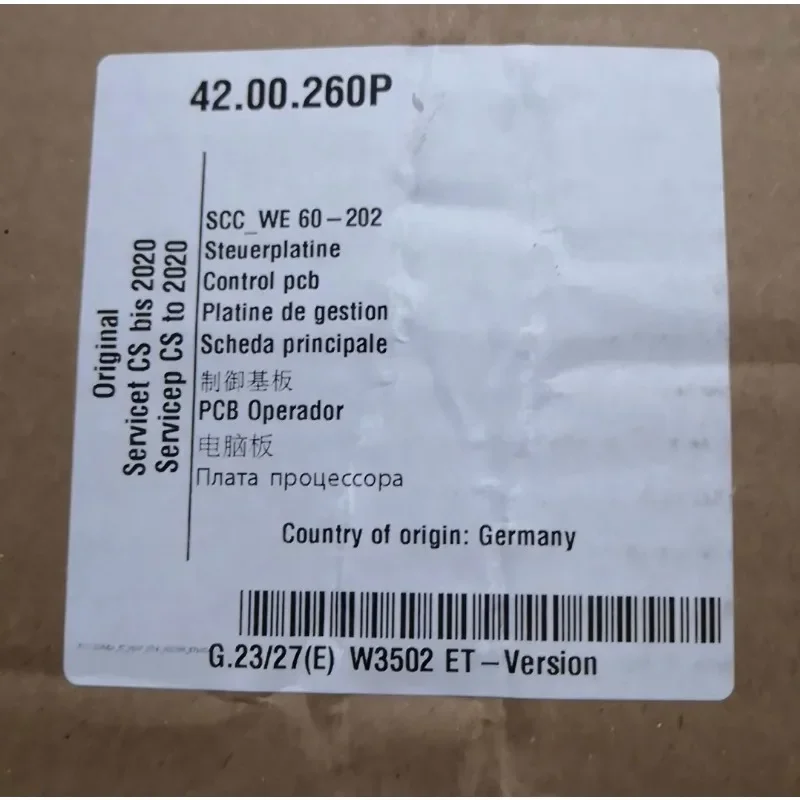 42.00.260P
Original
Servicet CS bis 2020
Servicep CS to 2020
SCC_WE 60-202
Steuerplatine
Control pcb
Platine de gestion
Scheda principale
制御基板
PCB Operador
电脑板
Плата процессора
Country of origin: Germany
G.23/27(E) W3502 ET-Version